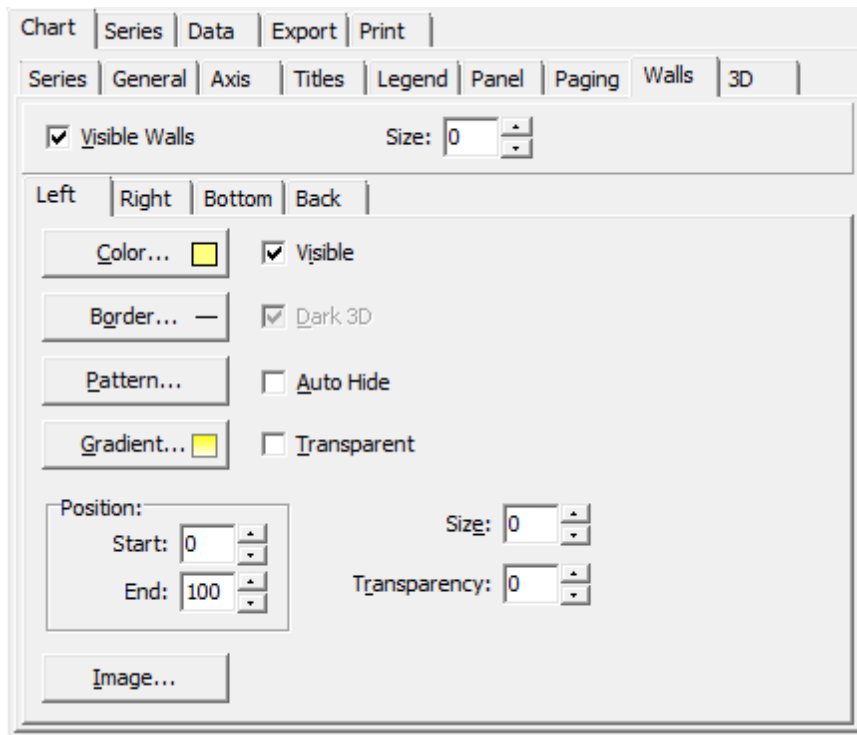 Chart Series Data Export Print
Series General Axis Titles Legend Panel Paging Walls 3D
Visible Walls Size: 0
Left Right Bottom Back
Color... Visible
Border... Dark 3D
Pattern... Auto Hide
Gradient... Transparent
Position:
Start: 0 Size: 0
End: 100 Transparency: 0
Image...